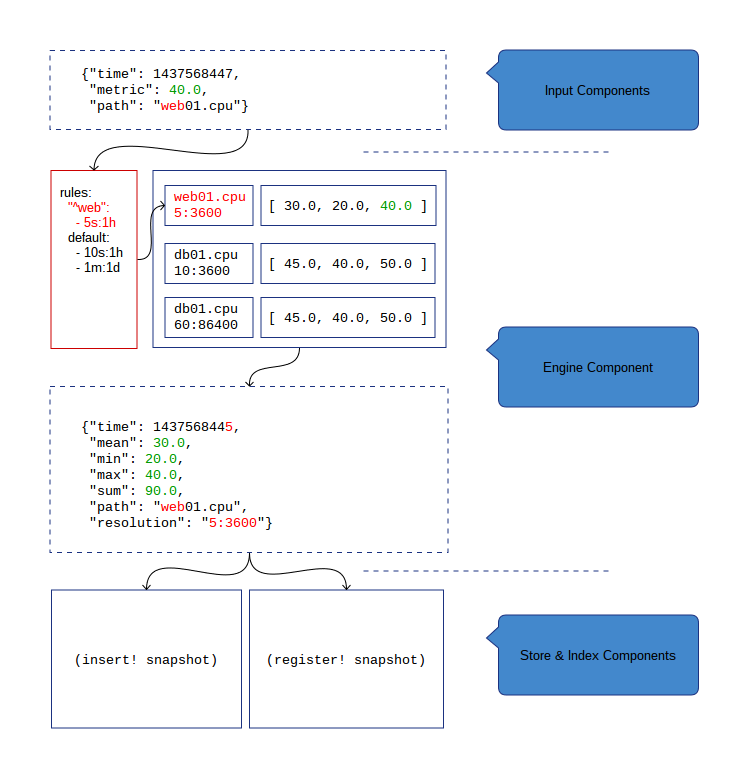 {"time": 1437568447,
"metric": 40.0,
"path": "web01.cpu"}
Input Components
rules:
"^web":
- 5s:1h
default:
- 10s:1h
- 1m:1d
web01.cpu
5:3600
[ 30.0, 20.0, 40.0 ]
db01.cpu
10:3600
[ 45.0, 40.0, 50.0 ]
db01.cpu
60:86400
[ 45.0, 40.0, 50.0 ]
Engine Component
{"time": 1437568445,
"mean": 30.0,
"min": 20.0,
"max": 40.0,
"sum": 90.0,
"path": "web01.cpu",
"resolution": "5:3600"}
(insert! snapshot)
(register! snapshot)
Store & Index Components